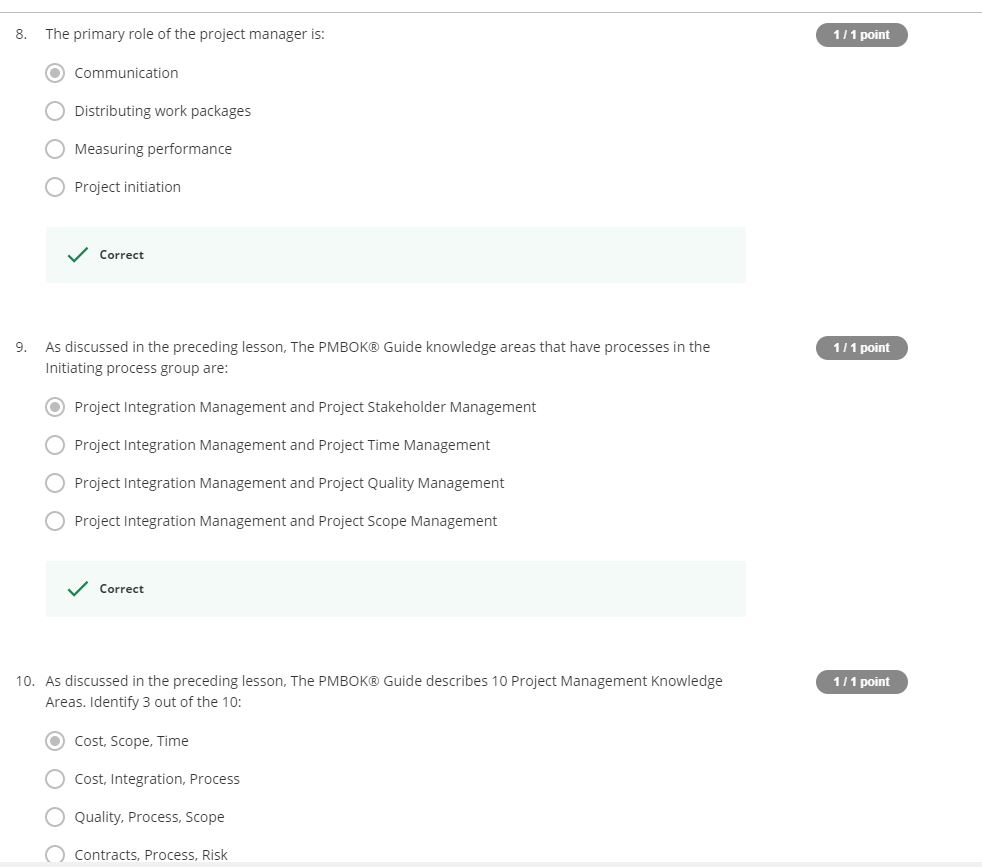 8. The primary role of the project manager is:
1 / 1 point
Communication
Distributing work packages
Measuring performance
Project initiation
Correct
9. As discussed in the preceding lesson, The PMBOK® Guide knowledge areas that have processes in the
Initiating process group are:
1 / 1 point
Project Integration Management and Project Stakeholder Management
Project Integration Management and Project Time Management
Project Integration Management and Project Quality Management
Project Integration Management and Project Scope Management
Correct
10. As discussed in the preceding lesson, The PMBOK® Guide describes 10 Project Management Knowledge
Areas. Identify 3 out of the 10:
1 / 1 point
Cost, Scope, Time
Cost, Integration, Process
Quality, Process, Scope
Contracts, Process, Risk